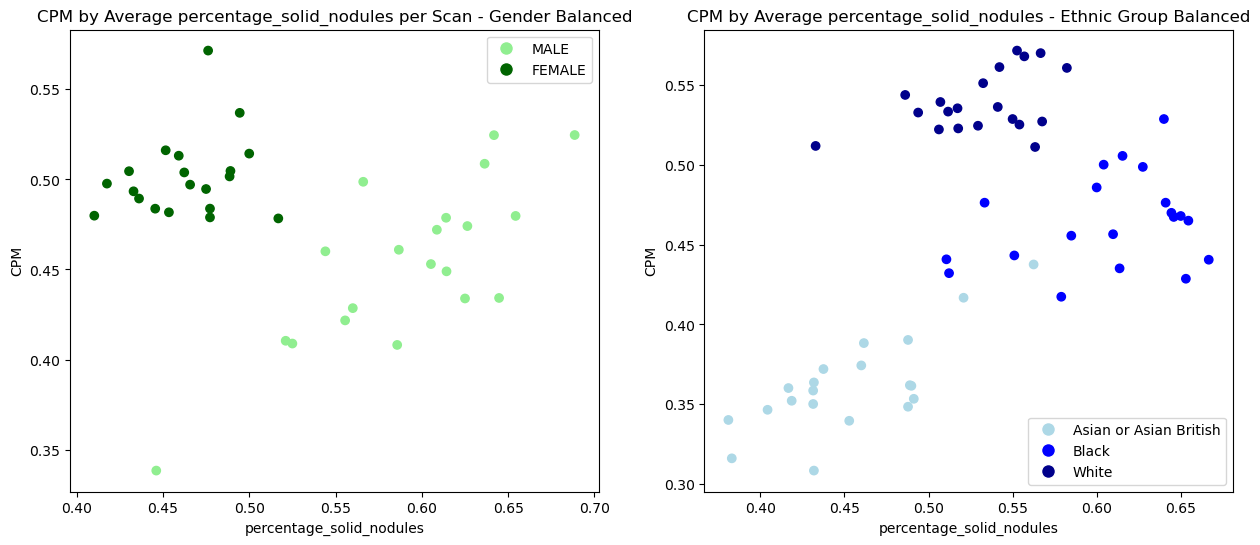 CPM by Average percentage_solid_nodules per Scan - Gender Balanced
MALE
FEMALE
0.55
0.50
0.45
0.40
0.35
CPM
0.40
0.45
0.50
0.55
0.60
0.65
0.70
percentage_solid_nodules
CPM by Average percentage_solid_nodules - Ethnic Group Balanced
0.55
0.50
0.45
0.40
0.35
0.30
CPM
Asian or Asian British
Black
White
0.40
0.45
0.50
0.55
0.60
0.65
percentage_solid_nodules